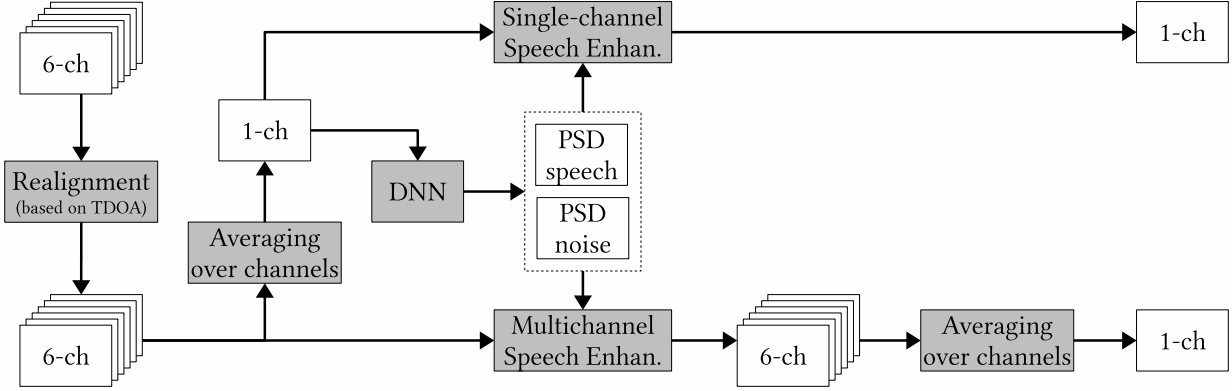 6-ch
Single-channel
Speech Enhan.
1-ch
1-ch
Realignment
(based on TDOA)
DNN
PSD
speech
PSD
noise
Averaging
over channels
6-ch
Multichannel
Speech Enhan.
6-ch
Averaging
over channels
1-ch